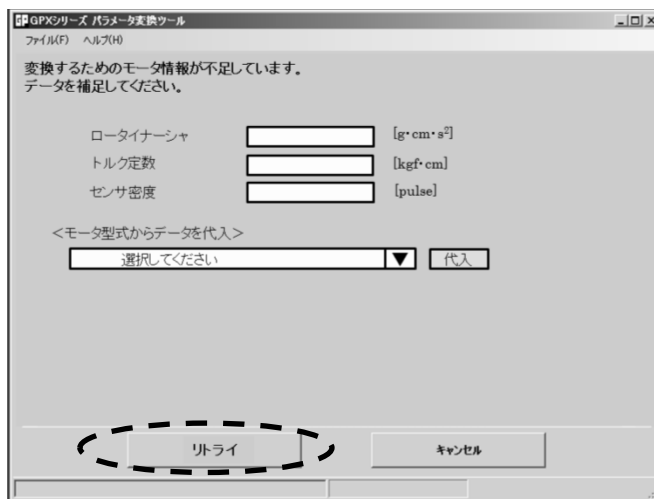 GPXシリーズ パラメータ変換ツール
ファイル(F) ヘルプ(H)
変換するためのモータ情報が不足しています。
データを補足してください。
ロータイナーシャ [g・cm・s²]
トルク定数 [kgf・cm]
センサ密度 [pulse]
<モータ型式からデータを代入>
選択してください ▼ 代入
リトライ キャンセル